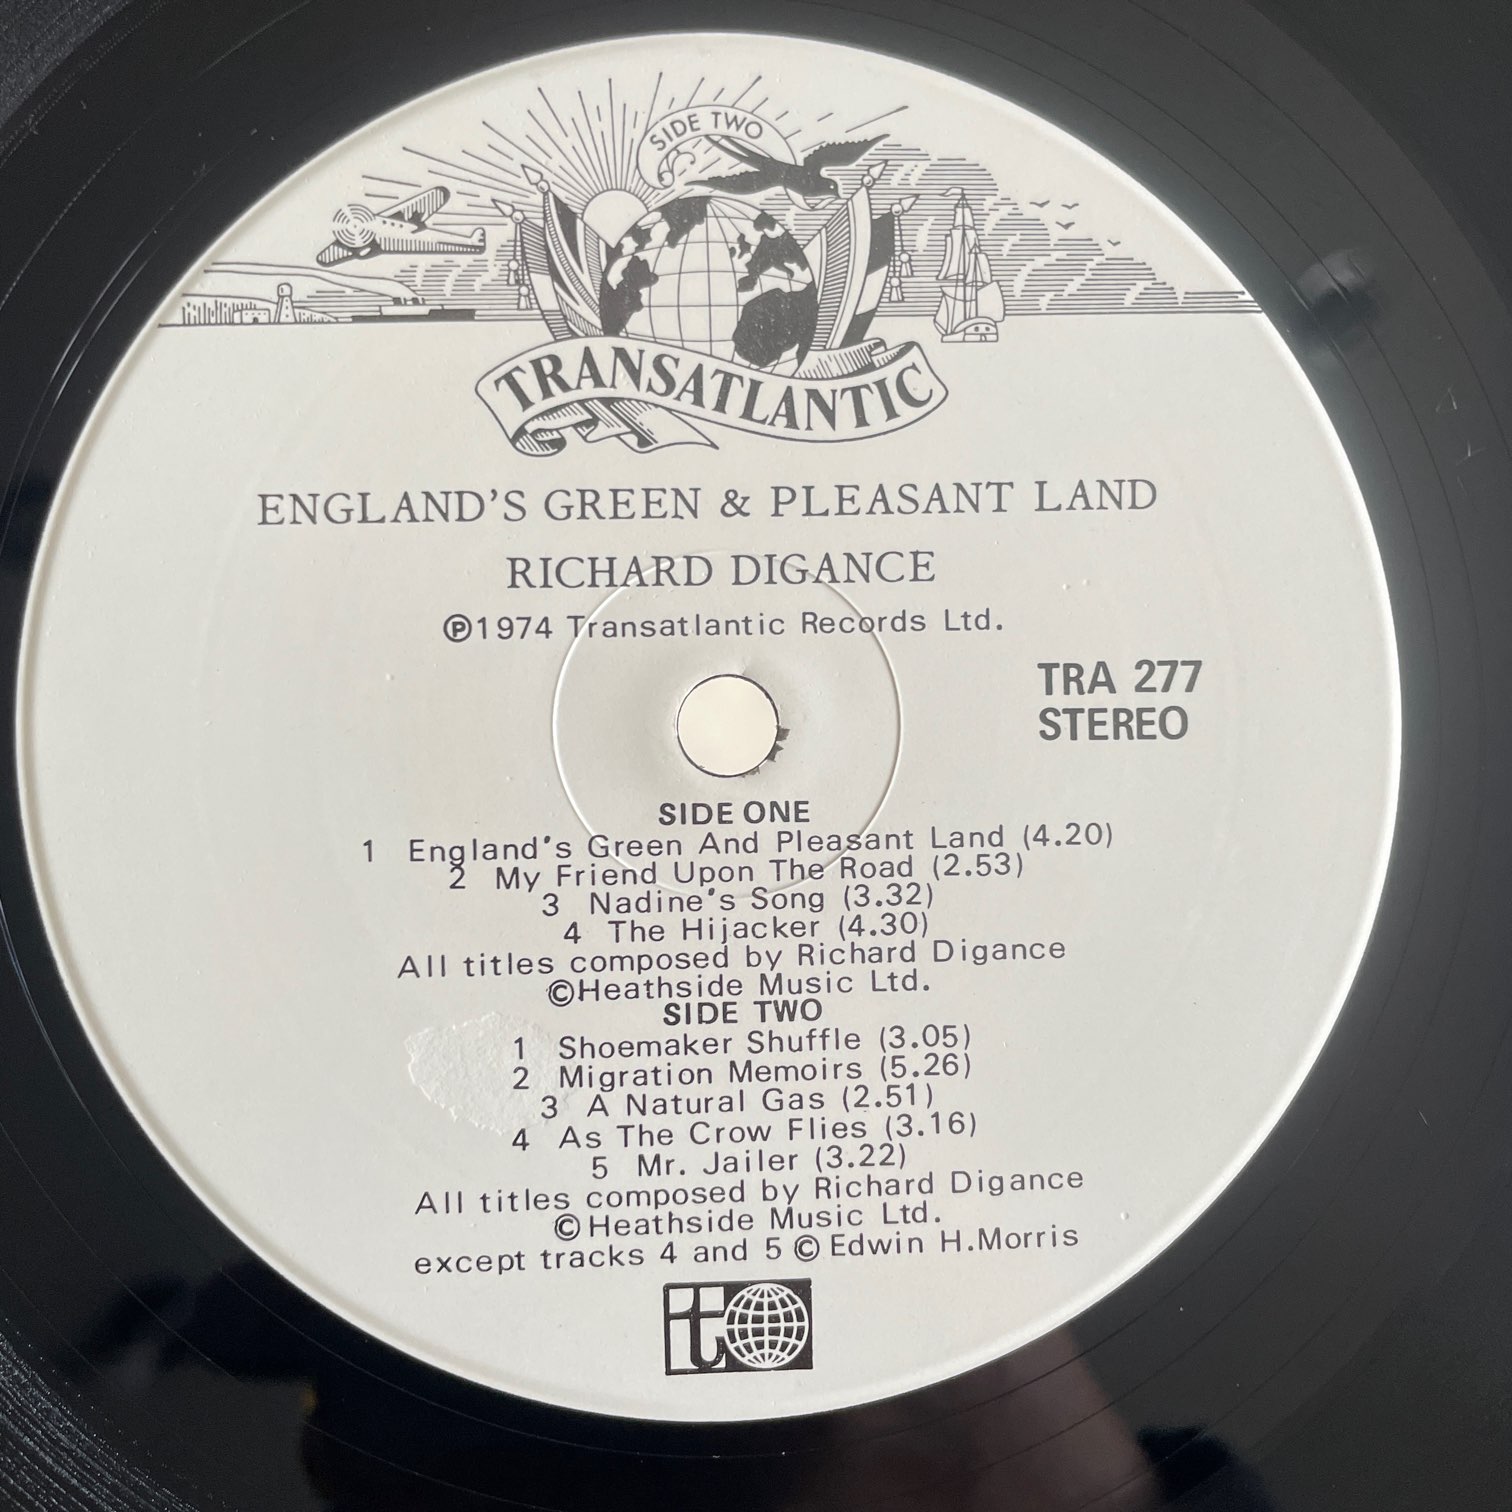 SIDE TWO
TRANSATLANTIC
ENGLAND'S GREEN & PLEASANT LAND
RICHARD DIGANCE
℗1974 Transatlantic Records Ltd.
TRA 277
STEREO
SIDE ONE
1 England's Green And Pleasant Land (4.20)
2 My Friend Upon The Road (2.53)
3 Nadine's Song (3.32)
4 The Hijacker (4.30)
All titles composed by Richard Digance
©Heathside Music Ltd.
SIDE TWO
1 Shoemaker Shuffle (3.05)
2 Migration Memoirs (5.26)
3 A Natural Gas (2.51)
4 As The Crow Flies (3.16)
5 Mr. Jailer (3.22)
All titles composed by Richard Digance
©Heathside Music Ltd.
except tracks 4 and 5 © Edwin H.Morris
t